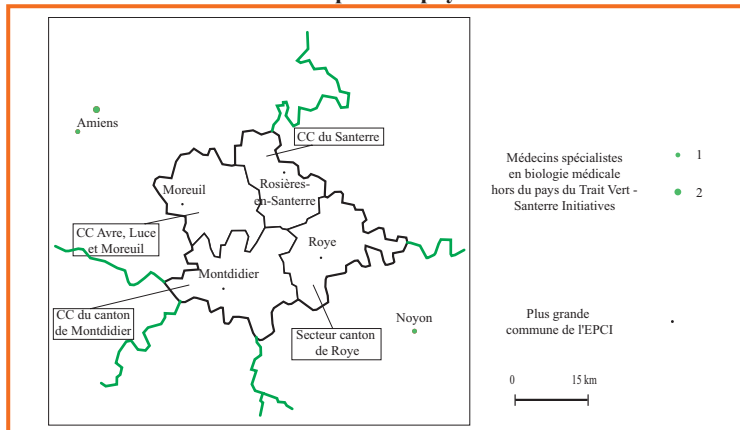 Amiens
CC du Santerre
Moreuil
Rosières-
en-Santerre
CC Avre, Luce
et Moreuil
Roye
Montdidier
CC du canton
de Montdidier
Secteur canton
de Roye
Noyon
Médecins spécialistes
en biologie médicale
hors du pays du Trait Vert -
Santerre Initiatives
1
2
Plus grande
commune de l'EPCI
0 15 km